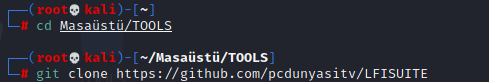 ┌──(root💀kali)-[~]
└─# cd Masaüstü/TOOLS
┌──(root💀kali)-[~/Masaüstü/TOOLS]
└─# git clone https://github.com/pcdunyasitv/LFISUITE